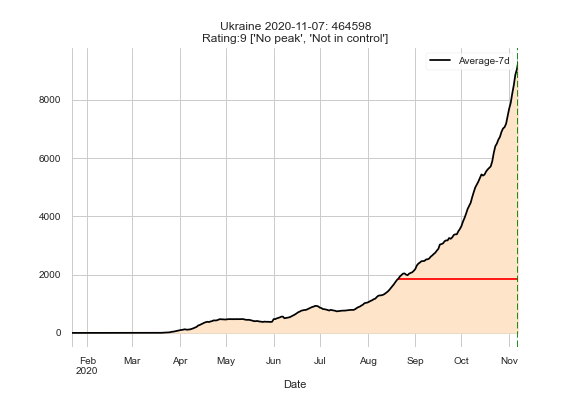 Ukraine 2020-11-07: 464598
Rating:9 ['No peak', 'Not in control']
Average-7d
8000
6000
4000
2000
0
Feb Mar Apr May Jun Jul Aug Sep Oct Nov
2020
Date